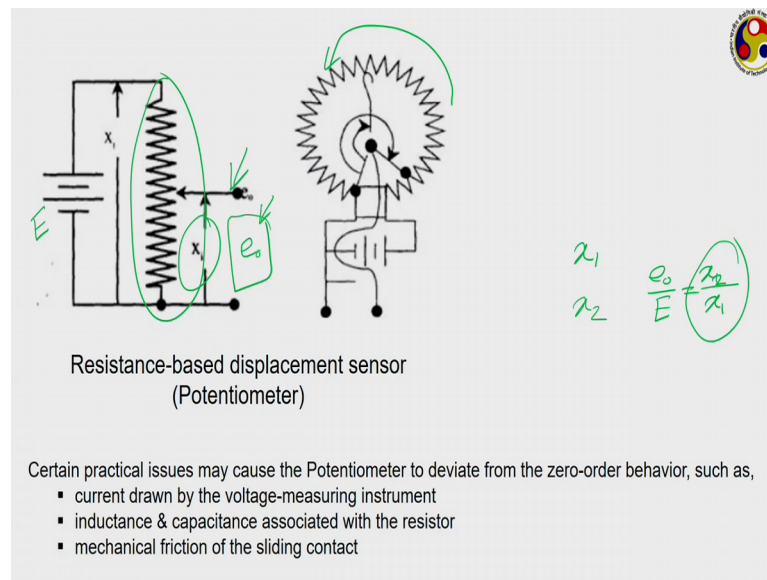 X₁
E
e₀
X
e₀
x₁
x₂
e₀/E = x₂/x₁
Resistance-based displacement sensor
(Potentiometer)
Certain practical issues may cause the Potentiometer to deviate from the zero-order behavior, such as,
▪ current drawn by the voltage-measuring instrument
▪ inductance & capacitance associated with the resistor
▪ mechanical friction of the sliding contact